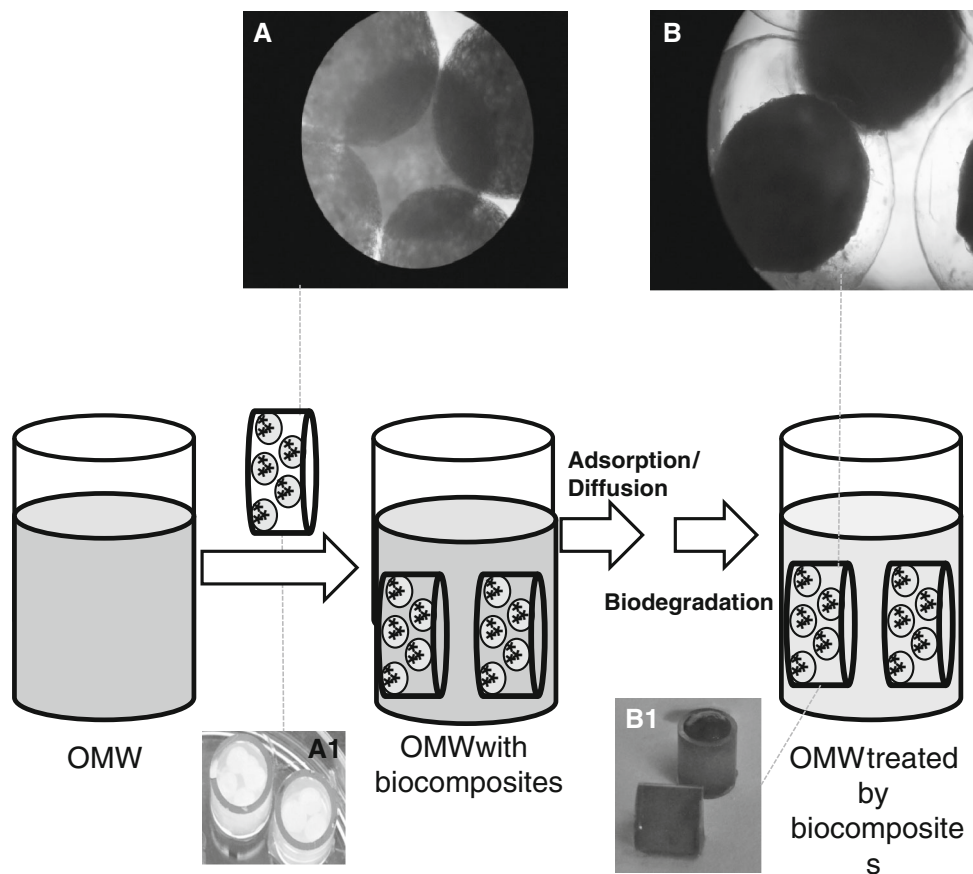 A
B
Adsorption/
Diffusion
Biodegradation
OMW
A1
OMWwith
biocomposites
B1
OMWtreated
by
biocomposite
s